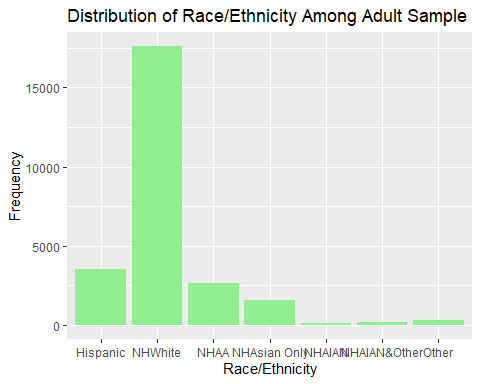 Distribution of Race/Ethnicity Among Adult Sample
Frequency
15000
10000
5000
0
Hispanic NHWhite NHAA NHAsian Only NHAIAN NHAIAN&Other Other
Race/Ethnicity